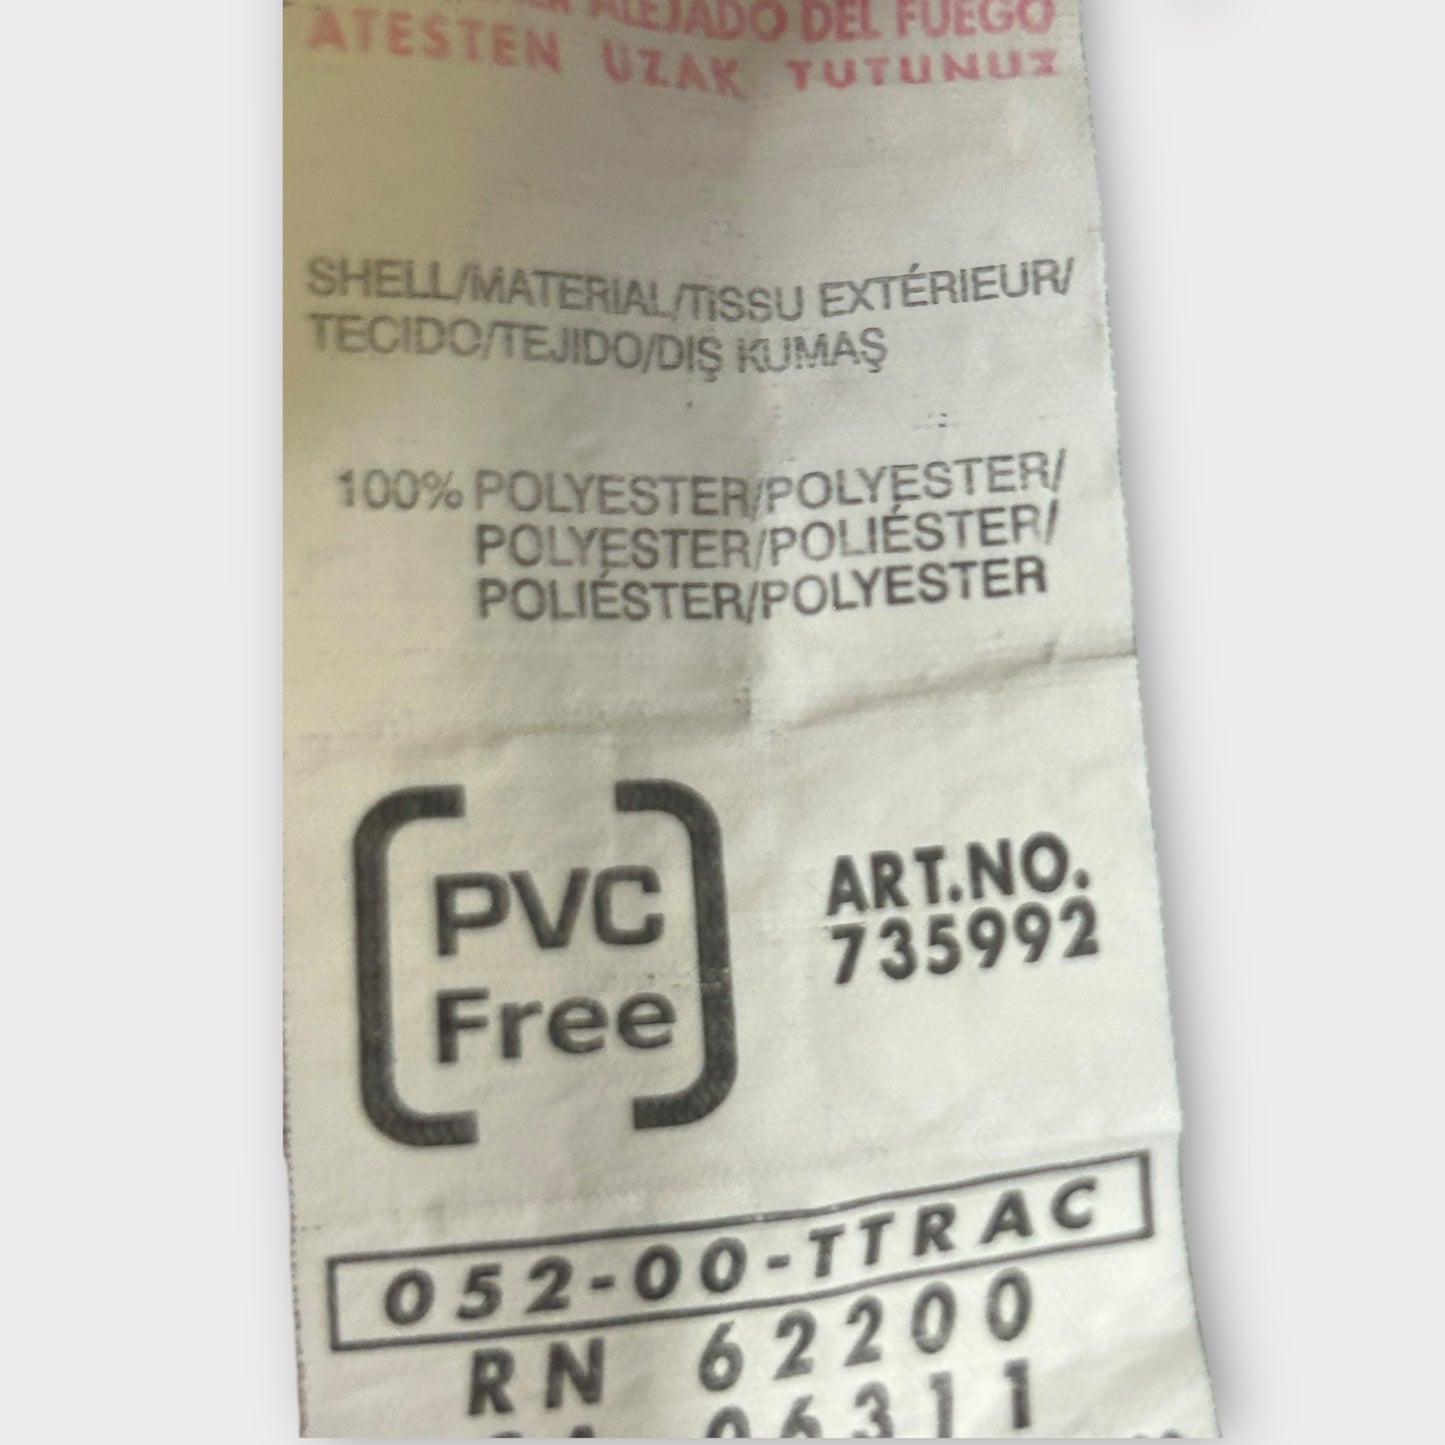 ALEJADO DEL FUEGO
ATESTEN UZAK TUTUNUZ
SHELL/MATERIAL/TISSU EXTÉRIEUR/
TECIDO/TEJIDO/DIŞ KUMAŞ
100% POLYESTER/POLYESTER/
POLYESTER/POLIÉSTER/
POLIÉSTER/POLYESTER
PVC
Free
ART.NO.
735992
052-00-TTRAC
RN 62200
06311